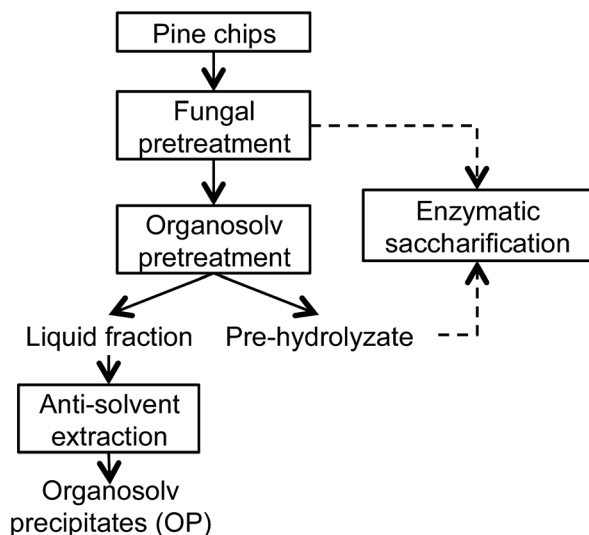 Pine chips
Fungal
pretreatment
Enzymatic
saccharification
Organosolv
pretreatment
Liquid fraction
Pre-hydrolyzate
Anti-solvent
extraction
Organosolv
precipitates (OP)